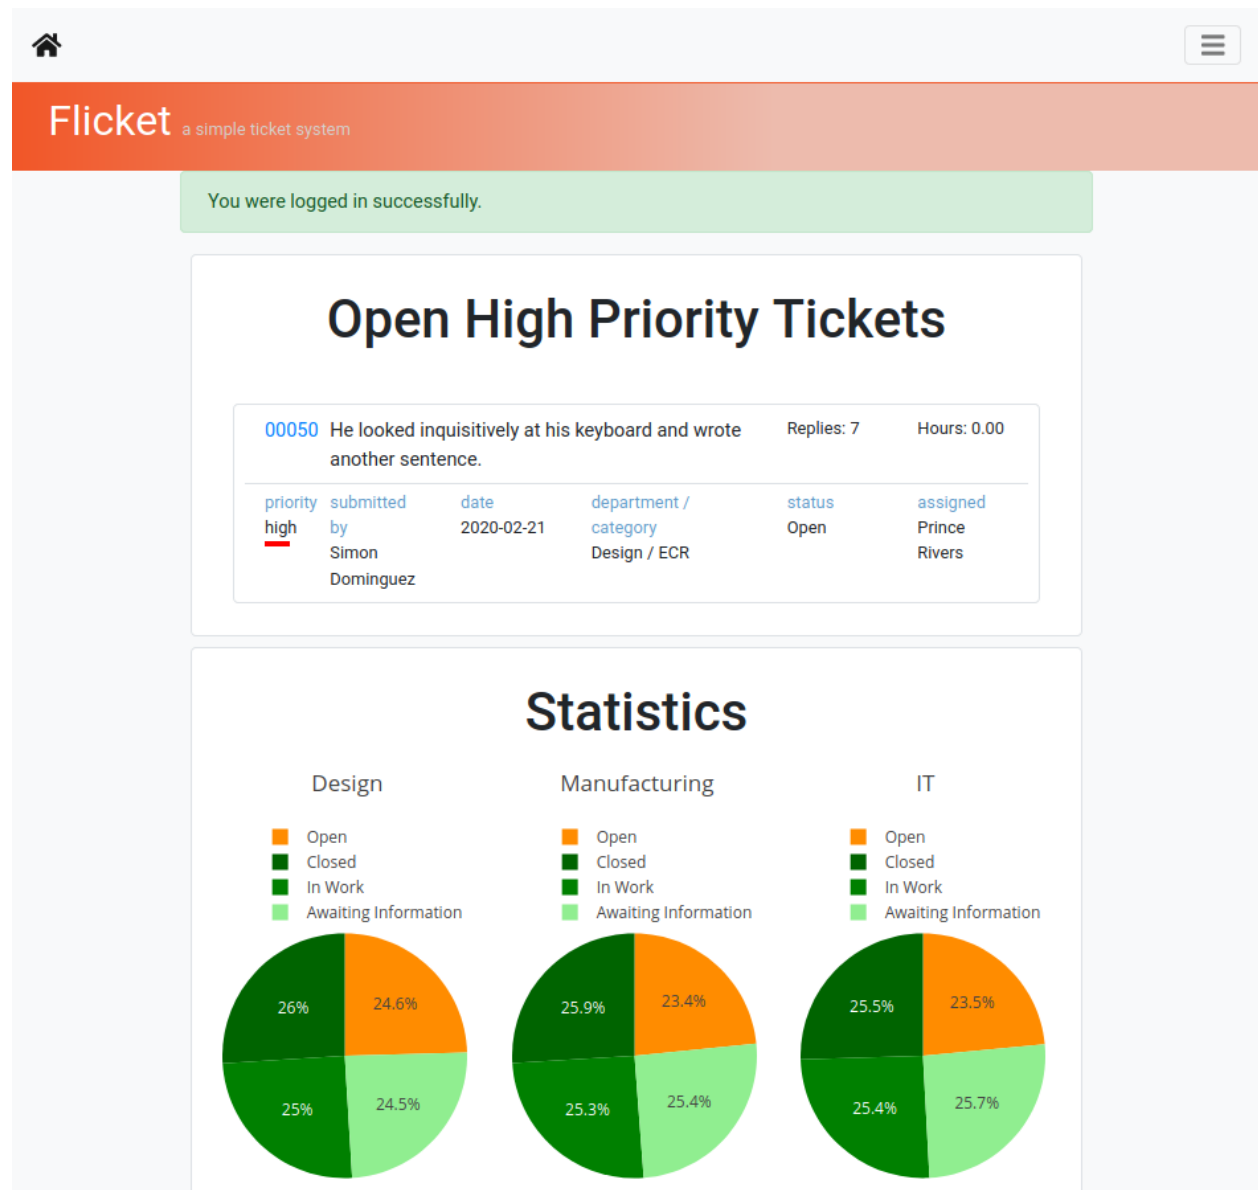 Flicket a simple ticket system
You were logged in successfully.
Open High Priority Tickets
00050 He looked inquisitively at his keyboard and wrote another sentence. Replies: 7 Hours: 0.00
priority
high
submitted by
Simon Dominguez
date
2020-02-21
department / category
Design / ECR
status
Open
assigned
Prince Rivers
Statistics
Design
Open
Closed
In Work
Awaiting Information
26%
24.6%
25%
24.5%
Manufacturing
Open
Closed
In Work
Awaiting Information
25.9%
23.4%
25.3%
25.4%
IT
Open
Closed
In Work
Awaiting Information
25.5%
23.5%
25.4%
25.7%